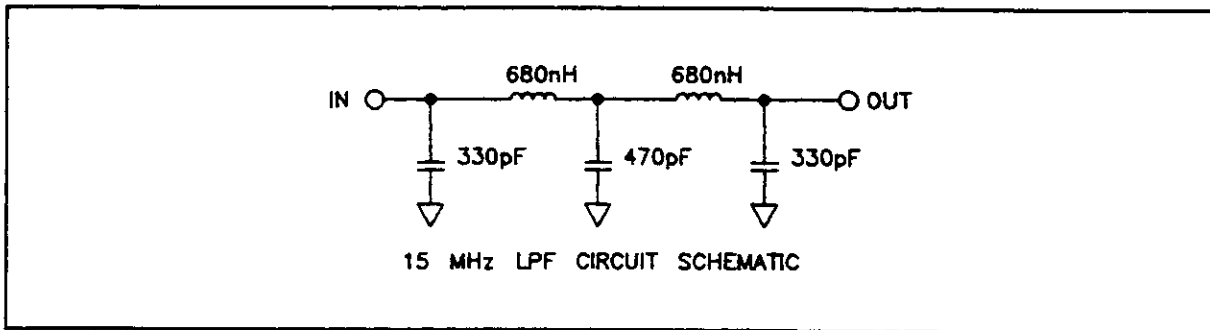 680nH 680nH
IN OUT
330pF 470pF 330pF
15 MHz LPF CIRCUIT SCHEMATIC